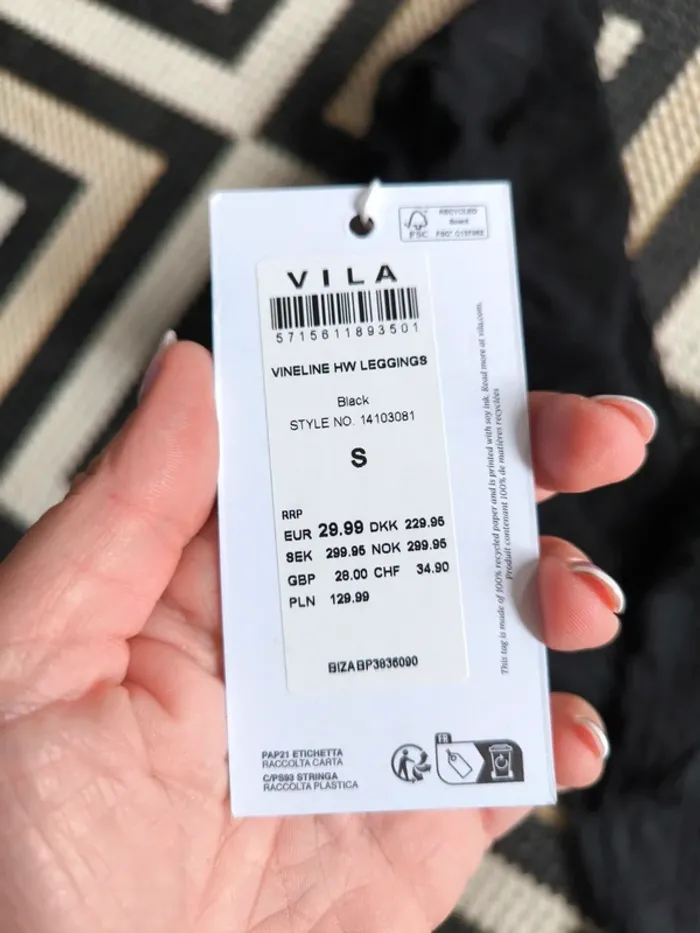 FSC
RECYCLED
Board
VILA
5715611893501
VINELINE HW LEGGINGS
Black
STYLE NO. 14103081
S
RRP
EUR 29.99 DKK 229.95
SEK 299.95 NOK 299.95
GBP 28.00 CHF 34.90
PLN 129.99
BIZABP3836090
This tag is made of 100% recycled paper and is printed with soy ink. Read more at vila.com.
Produit contenant 100% de matières recyclées
PAP21 ETICHETTA
RACCOLTA CARTA
C/PS93 STRINGA
RACCOLTA PLASTICA
FR